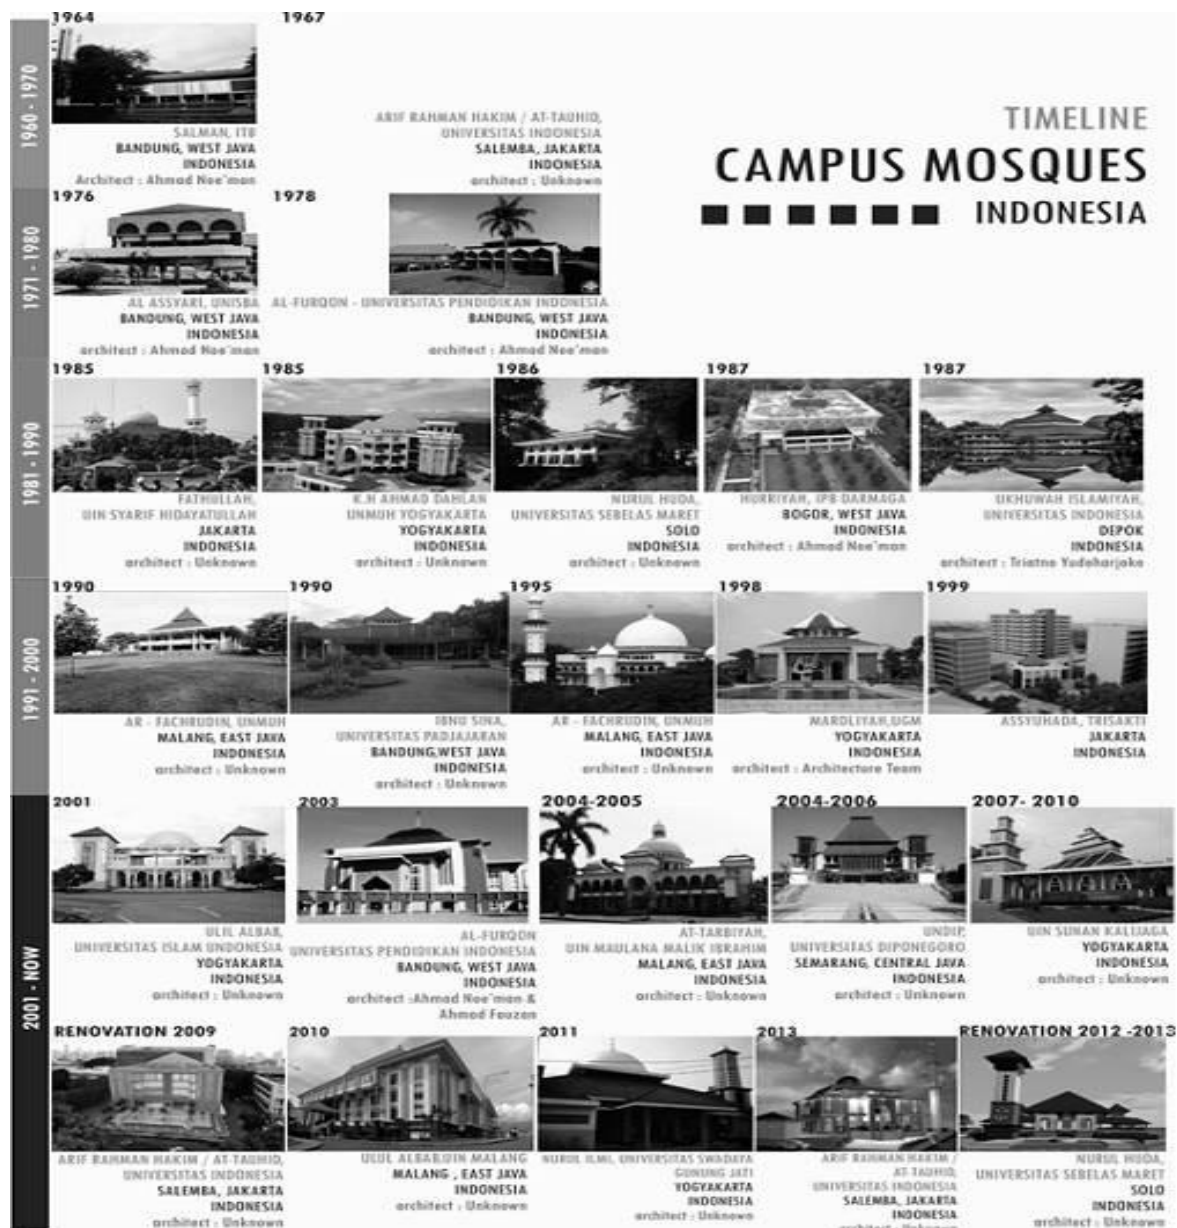 1964
SALMAN, ITB
BANDUNG, WEST JAVA
INDONESIA
Architect : Ahmad Noe'man
1967
ARIF RAHMAN HAKIM / AT-TAUHID,
UNIVERSITAS INDONESIA
SALEMBA, JAKARTA
INDONESIA
architect : Unknown
TIMELINE
CAMPUS MOSQUES
INDONESIA
1960 - 1970
1976
AL ASSYARI, UNISBA
BANDUNG, WEST JAVA
INDONESIA
architect : Ahmad Noe'man
1978
AL-FURQON - UNIVERSITAS PENDIDIKAN INDONESIA
BANDUNG, WEST JAVA
INDONESIA
architect : Ahmad Noe'man
1971 - 1980
1985
FATHULLAH,
UIN SYARIF HIDAYATULLAH
JAKARTA
INDONESIA
architect : Unknown
1985
K.H AHMAD DAHLAN
UNMUH YOGYAKARTA
YOGYAKARTA
INDONESIA
architect : Unknown
1986
NURUL HUDA,
UNIVERSITAS SEBELAS MARET
SOLO
INDONESIA
architect : Unknown
1987
HURRIYAH, IPB DARMAGA
BOGOR, WEST JAVA
INDONESIA
architect : Ahmad Noe'man
1987
UKHUWAH ISLAMIYAH,
UNIVERSITAS INDONESIA
DEPOK
INDONESIA
architect : Triatno Yudoharjoko
1981 - 1990
1990
AR - FACHRUDIN, UNMUH
MALANG, EAST JAVA
INDONESIA
architect : Unknown
1990
IBNU SINA,
UNIVERSITAS PADJAJARAN
BANDUNG,WEST JAVA
INDONESIA
architect : Unknown
1995
AR - FACHRUDIN, UNMUH
MALANG, EAST JAVA
INDONESIA
architect : Unknown
1998
MARDLIYAH,UGM
YOGYAKARTA
INDONESIA
architect : Architecture Team
1999
ASSYUHADA, TRISAKTI
JAKARTA
INDONESIA
1991 - 2000
2001
ULIL ALBAB,
UNIVERSITAS ISLAM UNDONESIA
YOGYAKARTA
INDONESIA
architect : Unknown
2003
AL-FURQON
UNIVERSITAS PENDIDIKAN INDONESIA
BANDUNG, WEST JAVA
INDONESIA
architect :Ahmad Noe'man &
Ahmad Fauzan
2004-2005
AT-TARBIYAH,
UIN MAULANA MALIK IBRAHIM
MALANG, EAST JAVA
INDONESIA
architect : Unknown
2004-2006
UNDIP,
UNIVERSITAS DIPONEGORO
SEMARANG, CENTRAL JAVA
INDONESIA
architect : Unknown
2007- 2010
UIN SUNAN KALIJAGA
YOGYAKARTA
INDONESIA
architect : Unknown
2001 - NOW
RENOVATION 2009
ARIF RAHMAN HAKIM / AT-TAUHID,
UNIVERSITAS INDONESIA
SALEMBA, JAKARTA
INDONESIA
architect : Unknown
2010
ULUL ALBAB,UIN MALANG
MALANG , EAST JAVA
INDONESIA
architect : Unknown
2011
NURUL ILMI, UNIVERSITAS SWADAYA
GUNUNG JATI
YOGYAKARTA
INDONESIA
architect : Unknown
2013
ARIF RAHMAN HAKIM /
AT-TAUHID,
UNIVERSITAS INDONESIA
SALEMBA, JAKARTA
INDONESIA
architect : Unknown
RENOVATION 2012 -2013
NURUL HUDA,
UNIVERSITAS SEBELAS MARET
SOLO
INDONESIA
architect : Unknown